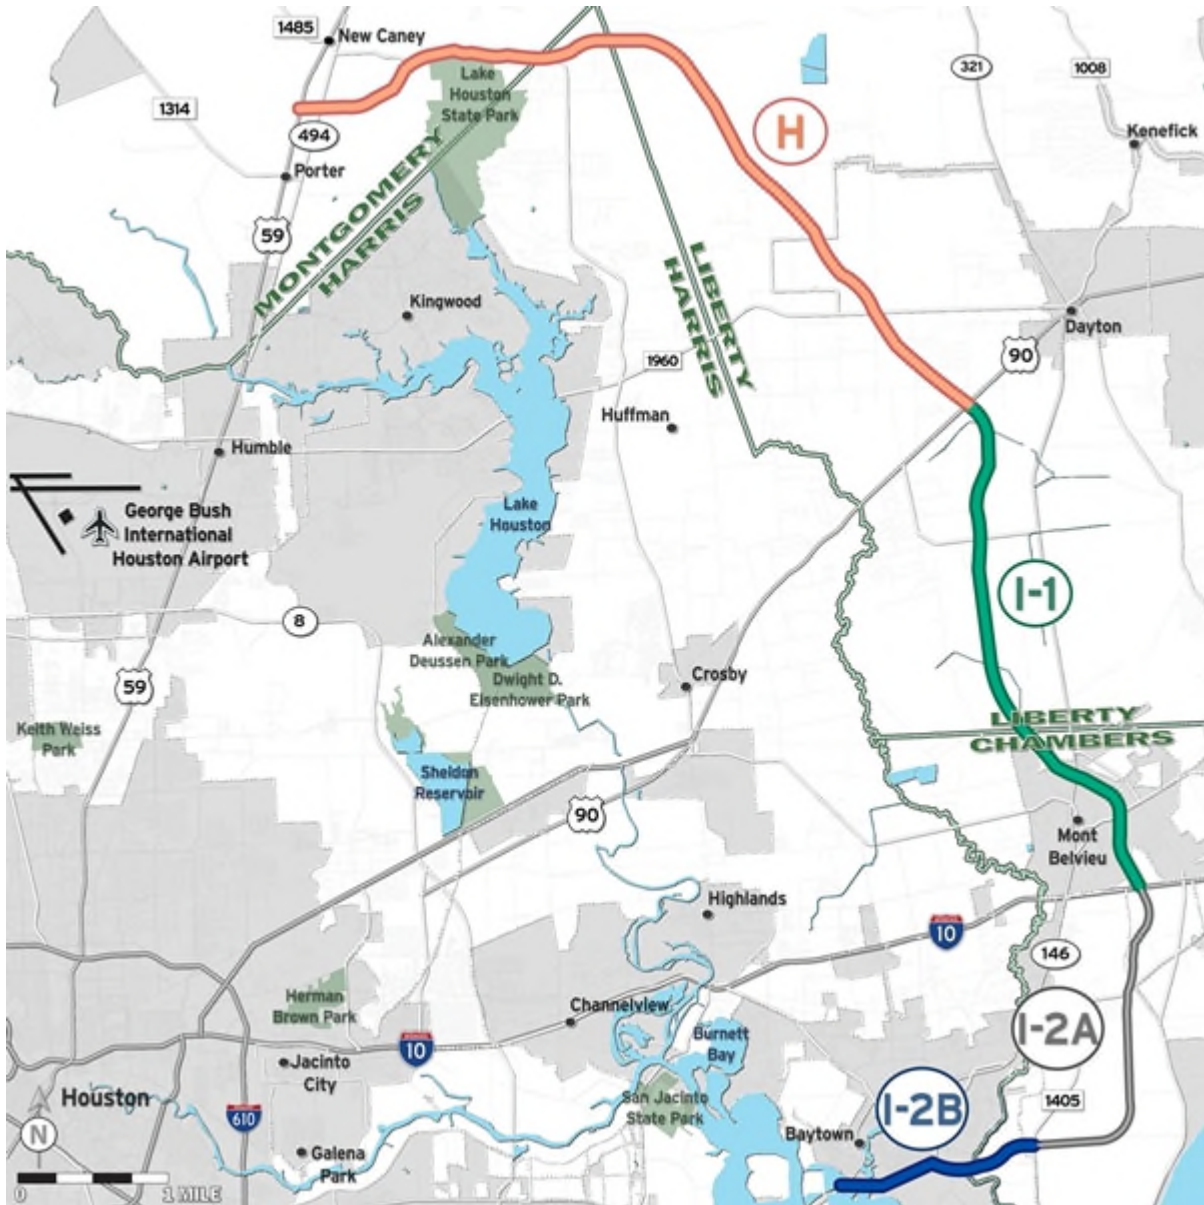 1485
New Caney
321
1008
Lake
Houston
State Park
1314
H
Kenefick
494
Porter
MONTGOMERY
HARRIS
59
LIBERTY
HARRIS
Kingwood
Dayton
90
1960
Huffman
Humble
Lake
Houston
George Bush
International
Houston Airport
I-1
8
Alexander
Deussen Park
Dwight D.
Eisenhower Park
Crosby
59
Keith Weiss
Park
LIBERTY
CHAMBERS
Sheldon
Reservoir
90
Mont
Belvieu
Highlands
10
146
Herman
Brown Park
Channelview
I-2A
Burnett
Bay
10
Jacinto
City
Houston
San Jacinto
State Park
I-2B
1405
610
N
Baytown
Galena
Park
0
1 MILE